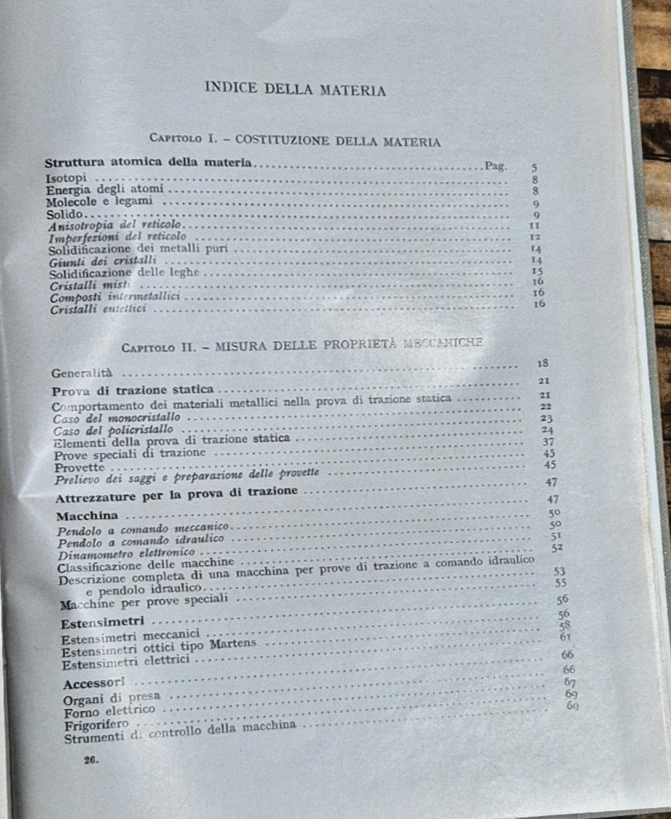 INDICE DELLA MATERIA
Capitolo I. – COSTITUZIONE DELLA MATERIA
Struttura atomica della materia Pag. 5
Isotopi 8
Energia degli atomi 8
Molecole e legami 9
Solido 9
Anisotropia del reticolo 11
Imperfezioni del reticolo 12
Solidificazione dei metalli puri 14
Giunti dei cristalli 14
Solidificazione delle leghe 15
Cristalli misti 16
Composti intermetallici 16
Cristalli eutettici 16
Capitolo II. – MISURA DELLE PROPRIETÀ MECCANICHE
Generalità 18
Prova di trazione statica 21
Comportamento dei materiali metallici nella prova di trazione statica 21
Caso del monocristallo 22
Caso del policristallo 23
Elementi della prova di trazione statica 24
Prove speciali di trazione 37
Provette 45
Prelievo dei saggi e preparazione delle provette 45
Attrezzature per la prova di trazione 47
Macchina 47
Pendolo a comando meccanico 50
Pendolo a comando idraulico 50
Dinamometro elettronico 51
Classificazione delle macchine 52
Descrizione completa di una macchina per prove di trazione a comando idraulico
e pendolo idraulico 53
Macchine per prove speciali 55
Estensimetri 56
Estensimetri meccanici 56
Estensimetri ottici tipo Martens 58
Estensimetri elettrici 61
Accessori 66
Organi di presa 66
Forno elettrico 67
Frigorifero 69
Strumenti di controllo della macchina 69
26.